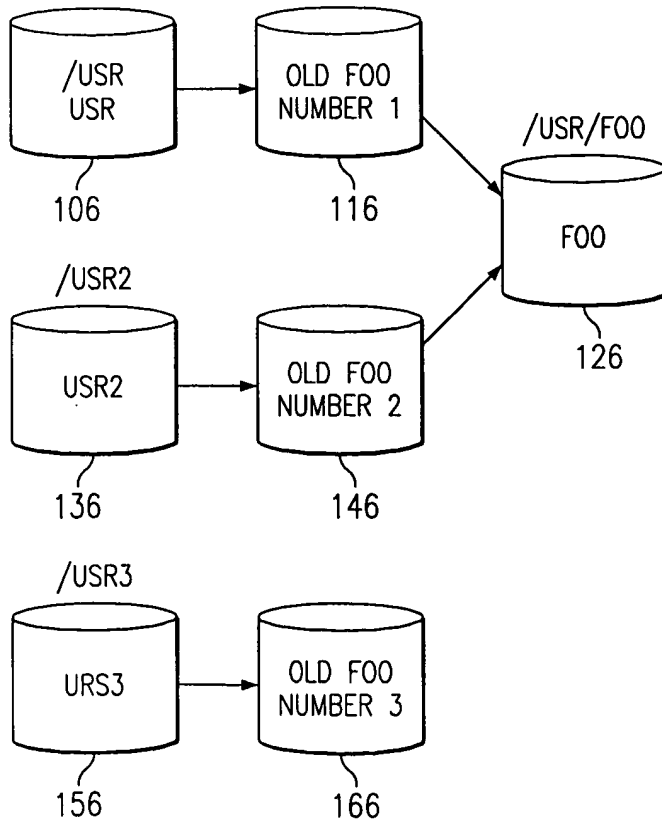 /USR
USR
OLD FOO
NUMBER 1
/USR/FOO
FOO
106
116
126
/USR2
USR2
OLD FOO
NUMBER 2
136
146
/USR3
URS3
OLD FOO
NUMBER 3
156
166